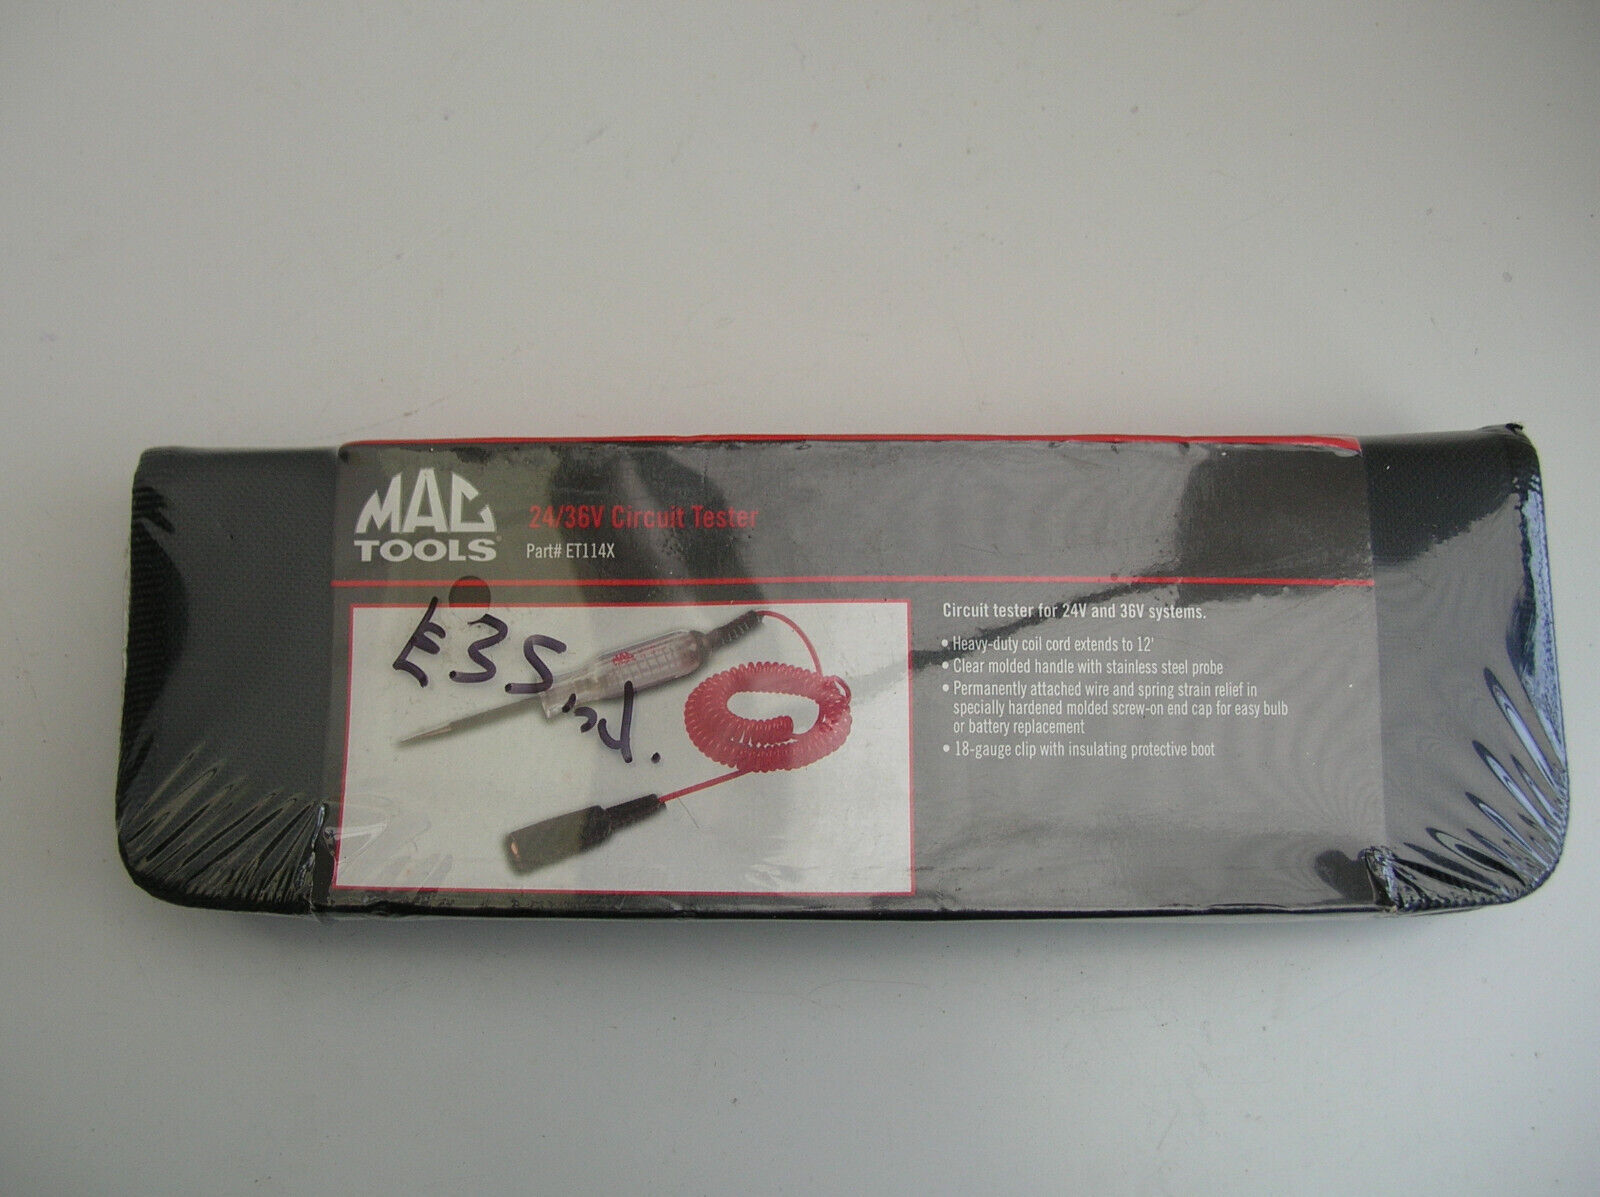 MAC
TOOLS®
24/36V Circuit Tester
Part# ET114X
E35
MAC
Circuit tester for 24V and 36V systems.
• Heavy-duty coil cord extends to 12'
• Clear molded handle with stainless steel probe
• Permanently attached wire and spring strain relief in
specially hardened molded screw-on end cap for easy bulb
or battery replacement
• 18-gauge clip with insulating protective boot